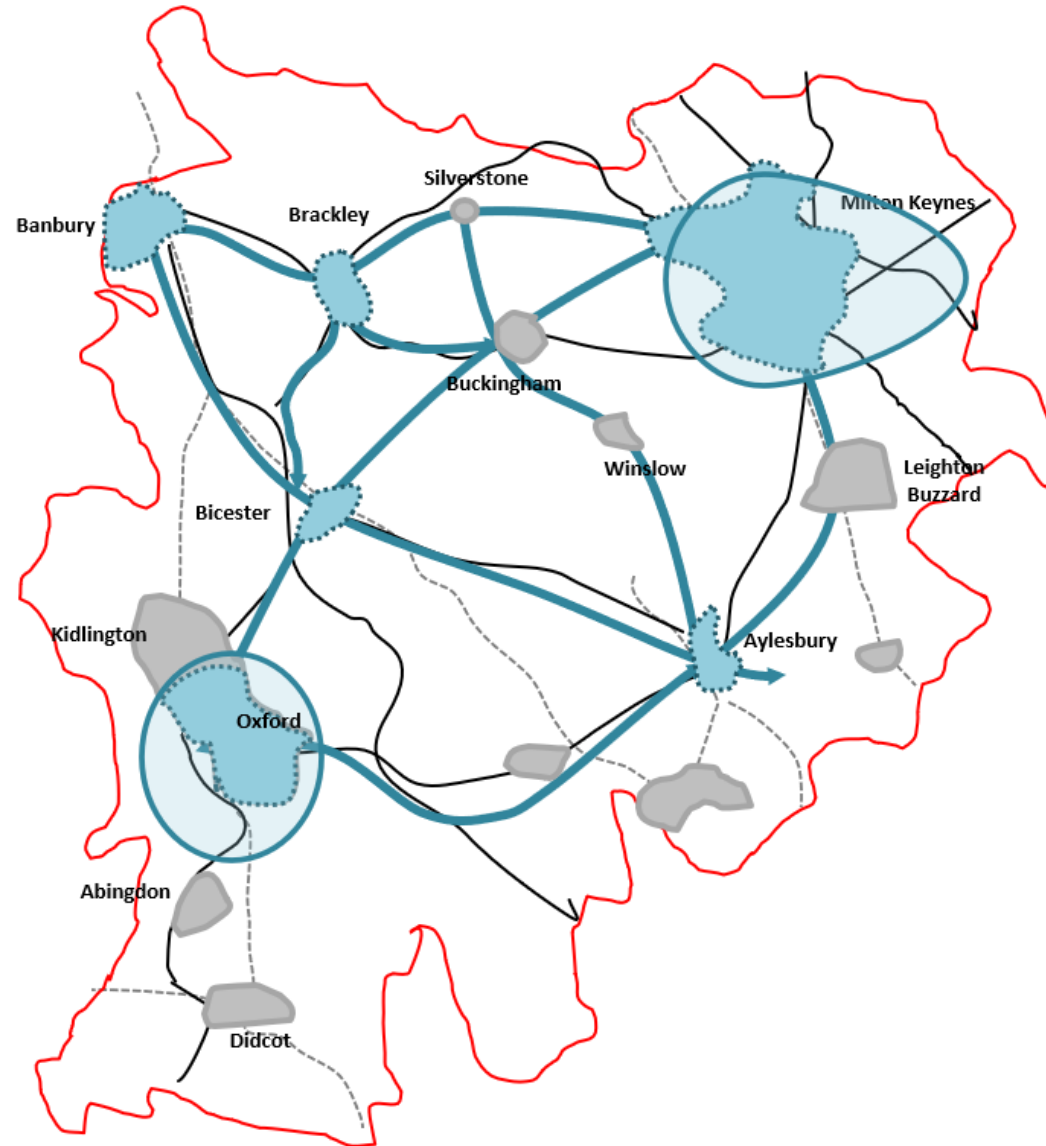 Silverstone
Milton Keynes
Brackley
Banbury
Buckingham
Winslow
Leighton
Buzzard
Bicester
Kidlington
Aylesbury
Oxford
Abingdon
Didcot